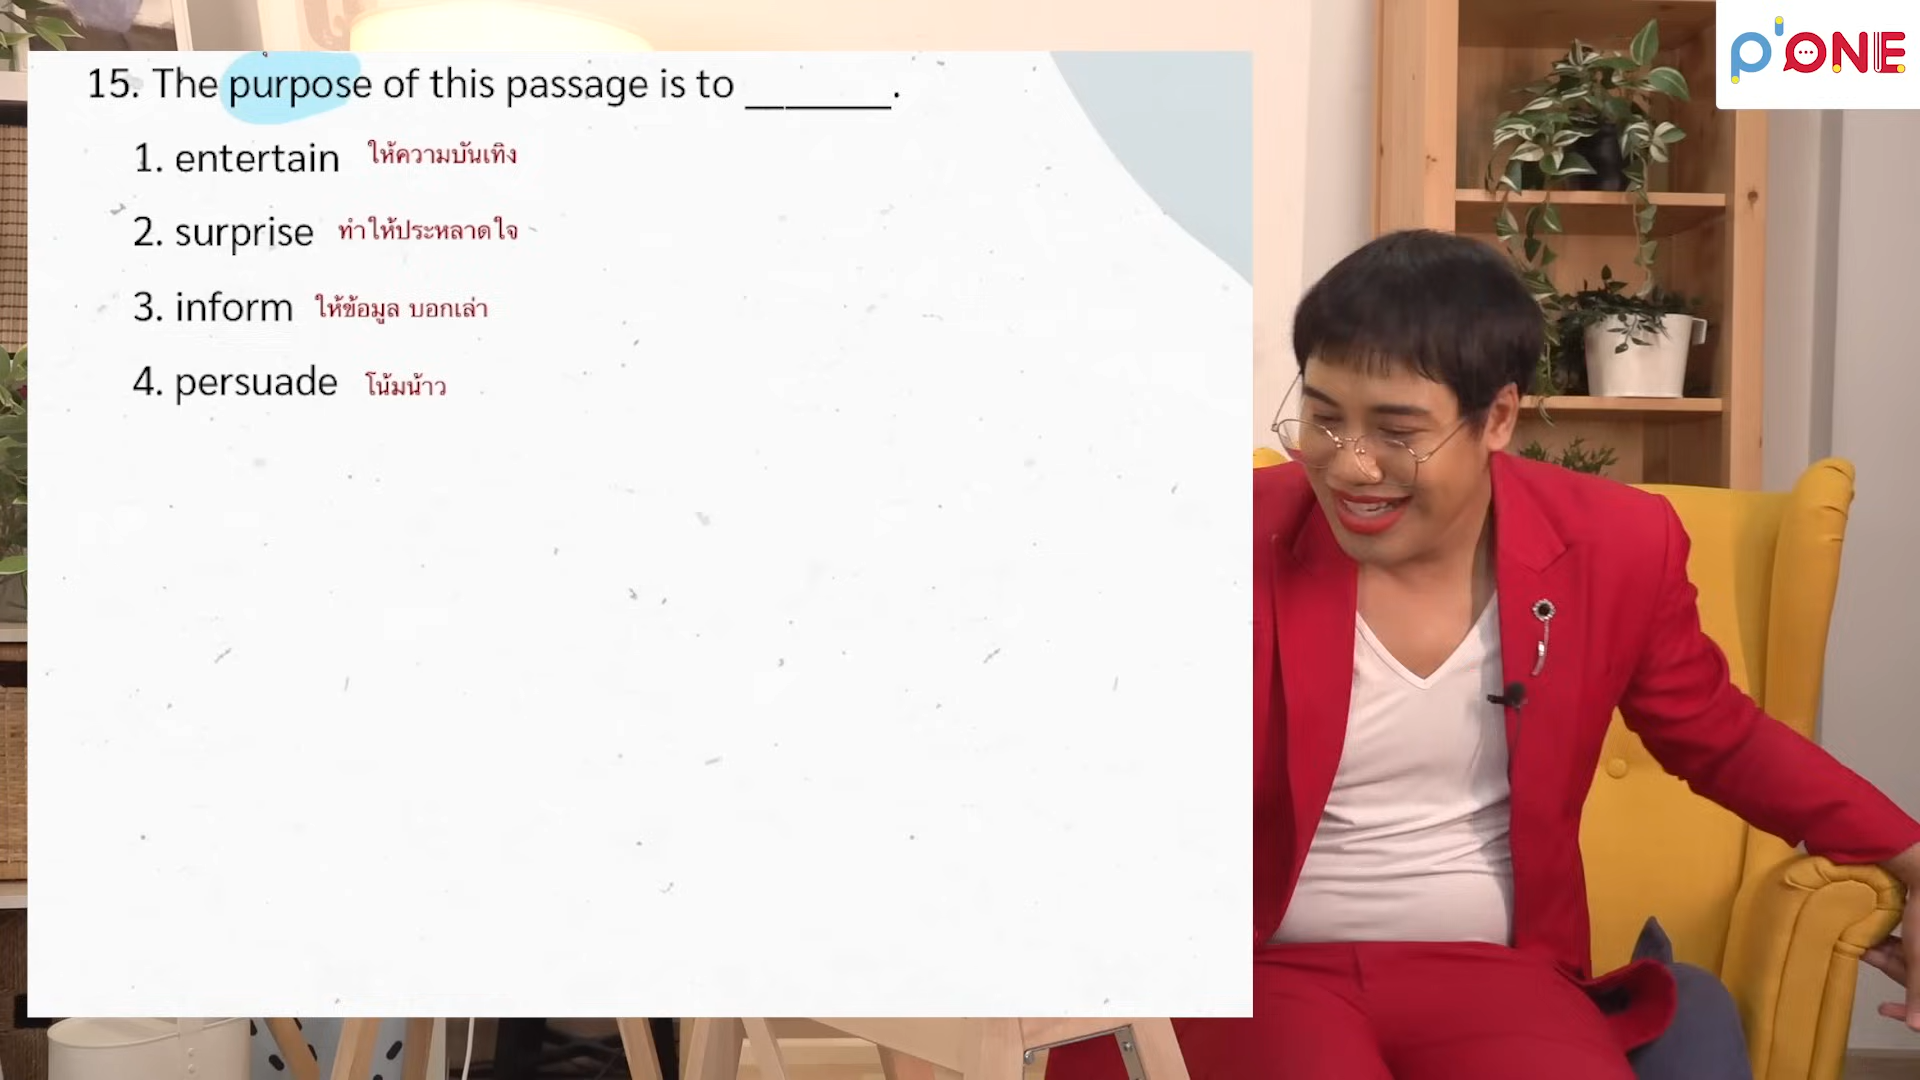 P'ONE
15. The purpose of this passage is to _______.
1. entertain ให้ความบันเทิง
2. surprise ทำให้ประหลาดใจ
3. inform ให้ข้อมูล บอกเล่า
4. persuade โน้มน้าว